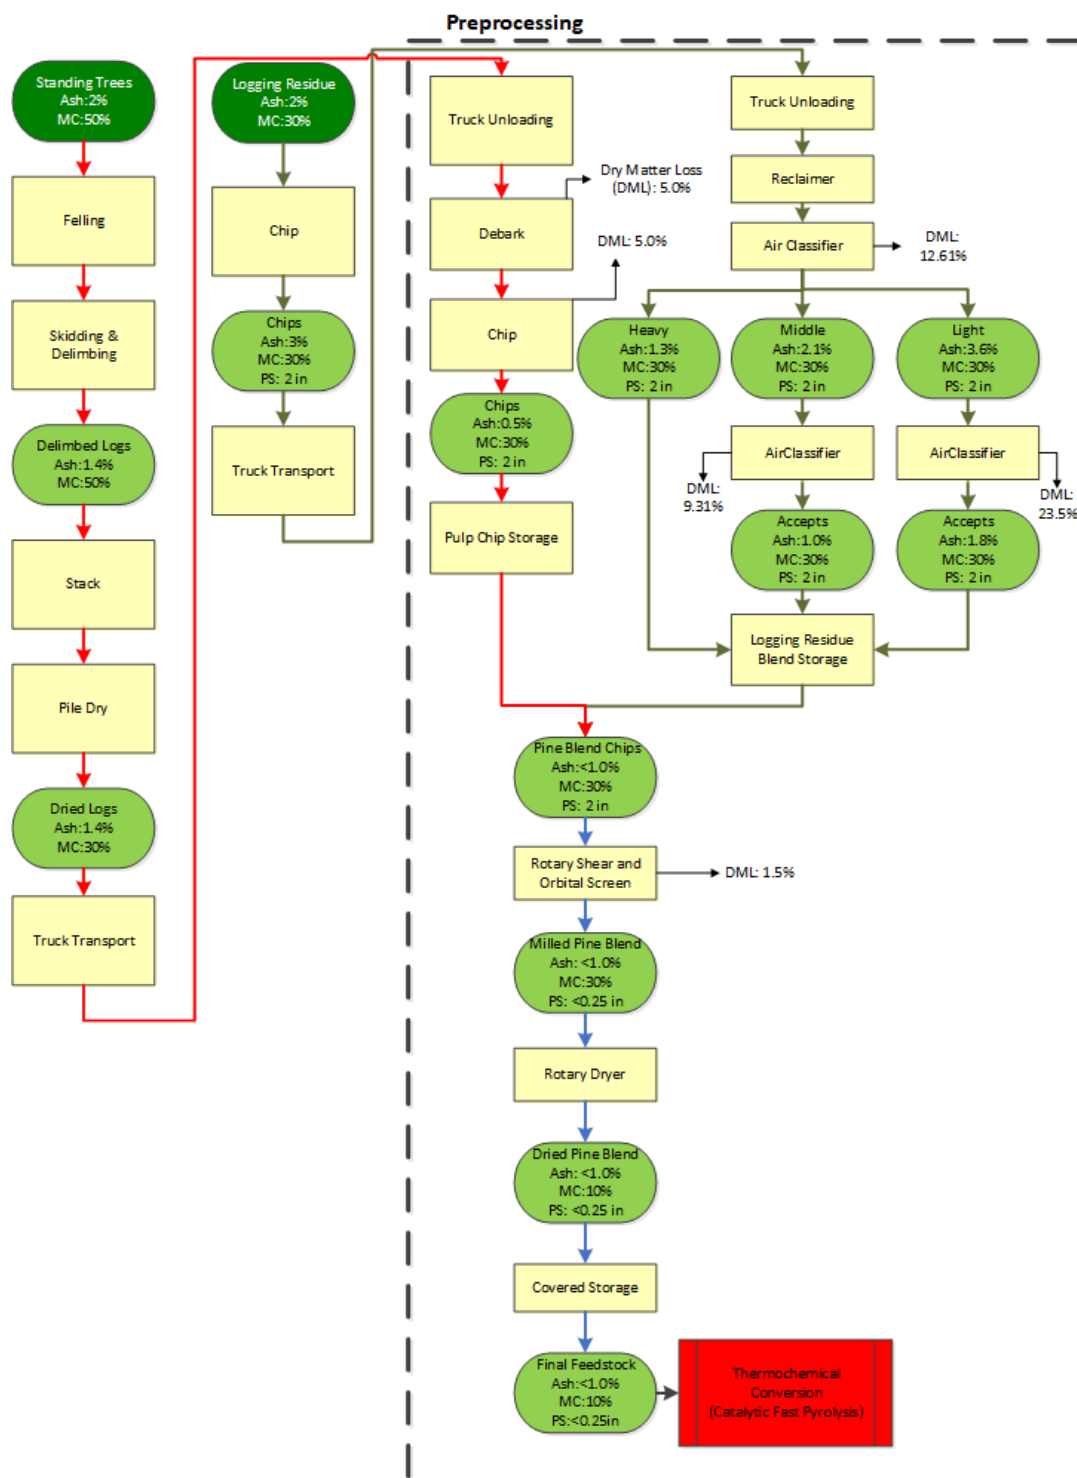 Preprocessing
Standing Trees
Ash:2%
MC:50%
Felling
Skidding &
Delimbing
Delimbed Logs
Ash:1.4%
MC:50%
Stack
Pile Dry
Dried Logs
Ash:1.4%
MC:30%
Truck Transport
Logging Residue
Ash:2%
MC:30%
Chip
Chips
Ash:3%
MC:30%
PS: 2 in
Truck Transport
Truck Unloading
Debark
Dry Matter Loss
(DML): 5.0%
Chip
DML: 5.0%
Chips
Ash:0.5%
MC:30%
PS: 2 in
Pulp Chip Storage
Truck Unloading
Reclaimer
Air Classifier
DML:
12.61%
Heavy
Ash:1.3%
MC:30%
PS: 2 in
Middle
Ash:2.1%
MC:30%
PS: 2 in
Light
Ash:3.6%
MC:30%
PS: 2 in
AirClassifier
DML:
9.31%
AirClassifier
DML:
23.5%
Accepts
Ash:1.0%
MC:30%
PS: 2 in
Accepts
Ash:1.8%
MC:30%
PS: 2 in
Logging Residue
Blend Storage
Pine Blend Chips
Ash:<1.0%
MC:30%
PS: 2 in
Rotary Shear and
Orbital Screen
DML: 1.5%
Milled Pine Blend
Ash: <1.0%
MC:30%
PS: <0.25 in
Rotary Dryer
Dried Pine Blend
Ash: <1.0%
MC:10%
PS: <0.25 in
Covered Storage
Final Feedstock
Ash:<1.0%
MC:10%
PS:<0.25in
Thermochemical
Conversion
(Catalytic Fast Pyrolysis)